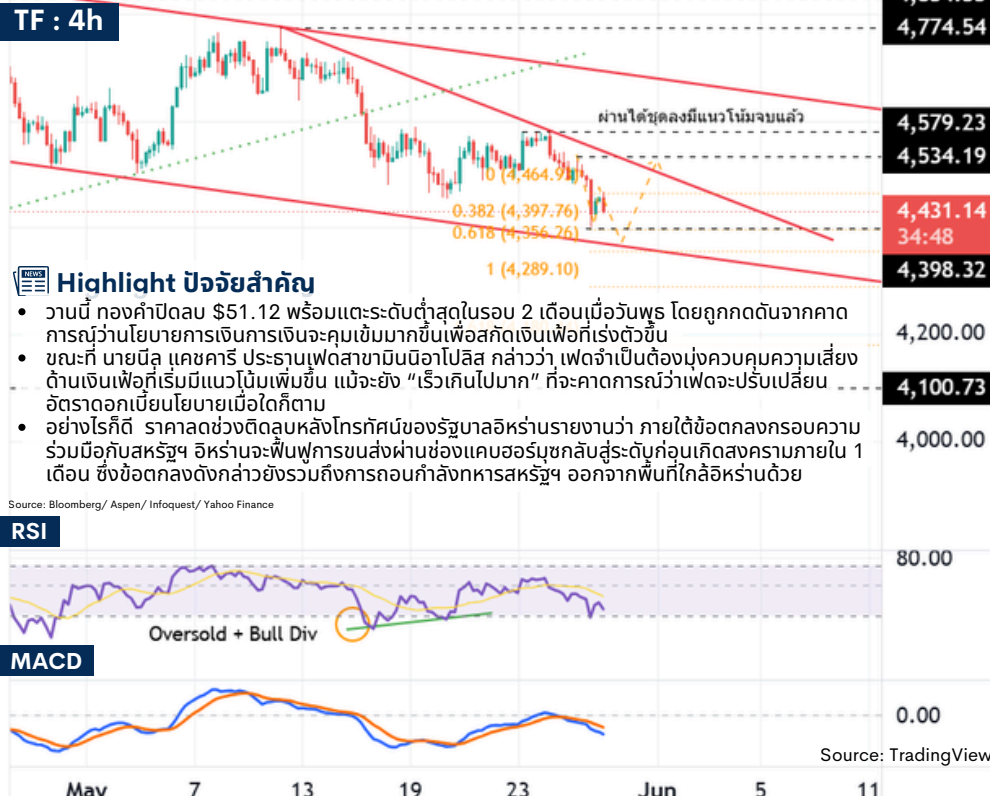 TF : 4h
4,774.54
ผ่านได้ชุดลงมีแนวโน้มจบแล้ว
4,579.23
4,534.19
0 (4,464.9
0.382 (4,397.76)
4,431.14
34:48
0.618 (4,356.26)
1 (4,289.10)
4,398.32
NEWS
Highlight ปัจจัยสำคัญ
• วานนี้ ทองคำปิดลบ $51.12 พร้อมแตะระดับต่ำสุดในรอบ 2 เดือนเมื่อวันพุธ โดยถูกกดดันจากคาด
การณ์ว่านโยบายการเงินการเงินจะคุมเข้มมากขึ้นเพื่อสกัดเงินเฟ้อที่เร่งตัวขึ้น
• ขณะที่ นายนีล แคชคารี ประธานเฟดสาขามินนิอาโปลิส กล่าวว่า เฟดจำเป็นต้องมุ่งควบคุมความเสี่ยง
ด้านเงินเฟ้อที่เริ่มมีแนวโน้มเพิ่มขึ้น แม้จะยัง “เร็วเกินไปมาก” ที่จะคาดการณ์ว่าเฟดจะปรับเปลี่ยน
อัตราดอกเบี้ยนโยบายเมื่อใดก็ตาม
• อย่างไรก็ดี ราคาลดช่วงติดลบหลังโทรทัศน์ของรัฐบาลอิหร่านรายงานว่า ภายใต้ข้อตกลงกรอบความ
ร่วมมือกับสหรัฐฯ อิหร่านจะฟื้นฟูการขนส่งผ่านช่องแคบฮอร์มุซกลับสู่ระดับก่อนเกิดสงครามภายใน 1
เดือน ซึ่งข้อตกลงดังกล่าวยังรวมถึงการถอนกำลังทหารสหรัฐฯ ออกจากพื้นที่ใกล้อิหร่านด้วย
4,200.00
4,100.73
4,000.00
Source: Bloomberg/ Aspen/ Infoquest/ Yahoo Finance
RSI
80.00
Oversold + Bull Div
MACD
0.00
Source: TradingView
May 7 13 19 23 Jun 5 11